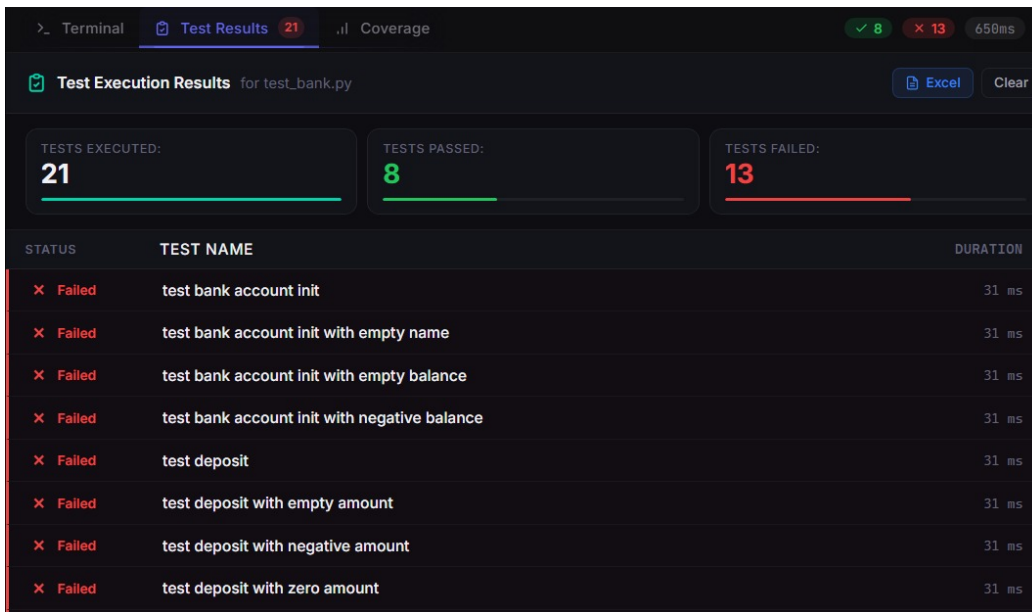 >_ Terminal Test Results 21 Coverage ✓ 8 × 13 650ms
Test Execution Results for test_bank.py Excel Clear
TESTS EXECUTED: TESTS PASSED: TESTS FAILED:
21 8 13
STATUS TEST NAME DURATION
× Failed test bank account init 31 ms
× Failed test bank account init with empty name 31 ms
× Failed test bank account init with empty balance 31 ms
× Failed test bank account init with negative balance 31 ms
× Failed test deposit 31 ms
× Failed test deposit with empty amount 31 ms
× Failed test deposit with negative amount 31 ms
× Failed test deposit with zero amount 31 ms